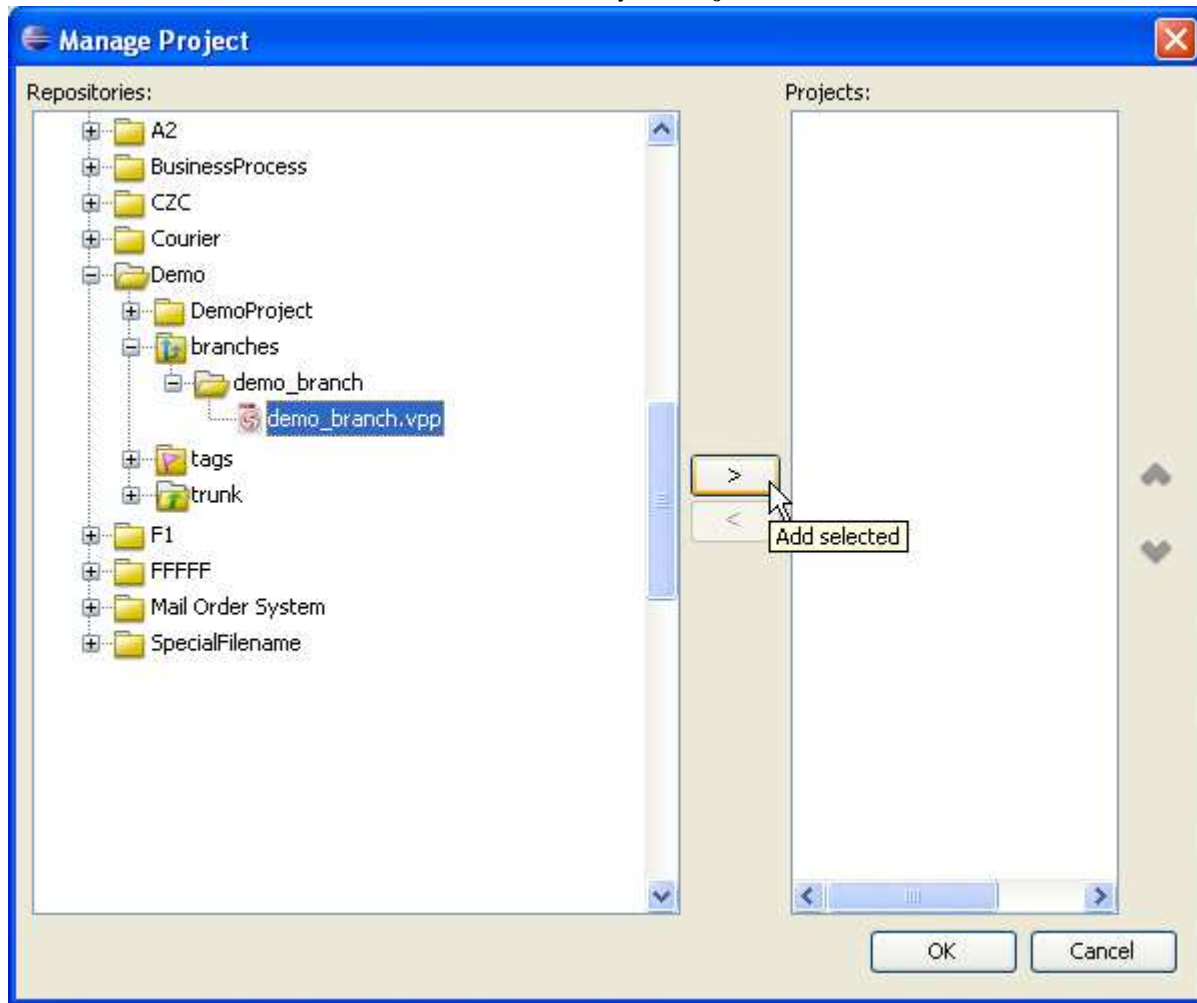 Manage Project
Repositories:
Projects:
A2
BusinessProcess
CZC
Courier
Demo
DemoProject
branches
demo_branch
demo_branch.vpp
tags
trunk
F1
FFFFF
Mail Order System
SpecialFilename
>
<
Add selected
OK
Cancel